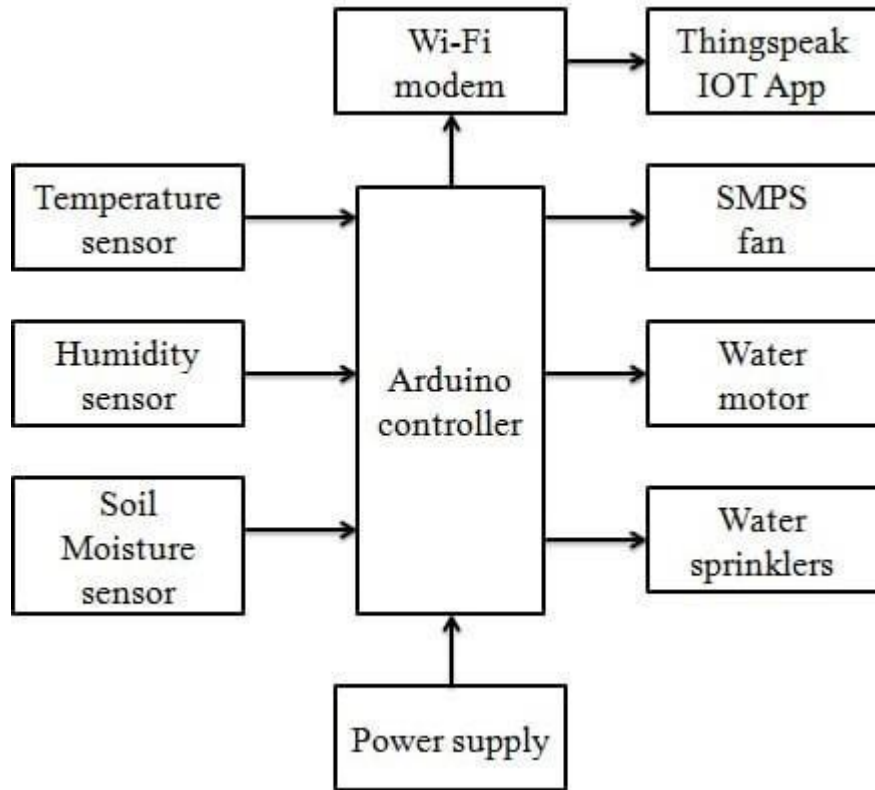 Wi-Fi
modem
Thingspeak
IOT App
Temperature
sensor
SMPS
fan
Humidity
sensor
Arduino
controller
Water
motor
Soil
Moisture
sensor
Water
sprinklers
Power supply